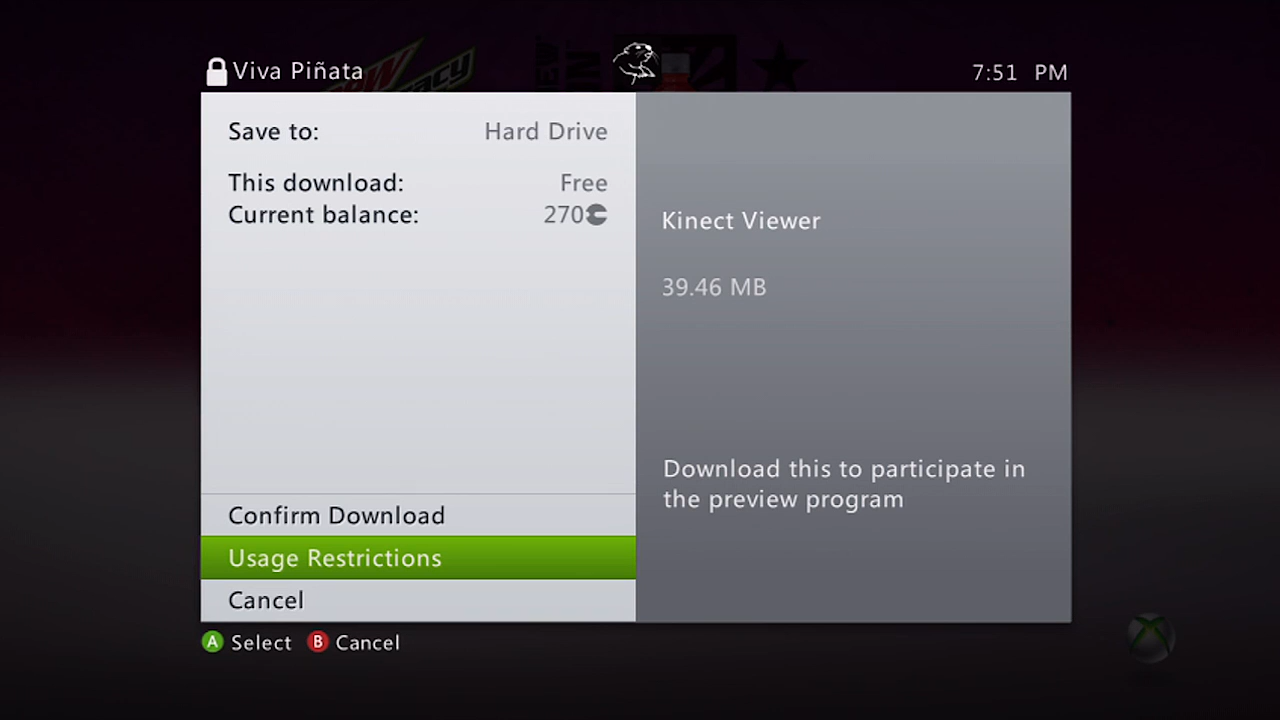 Viva Piñata
7:51 PM
Save to: Hard Drive
This download: Free
Current balance: 270
Kinect Viewer
39.46 MB
Download this to participate in
the preview program
Confirm Download
Usage Restrictions
Cancel
A Select B Cancel